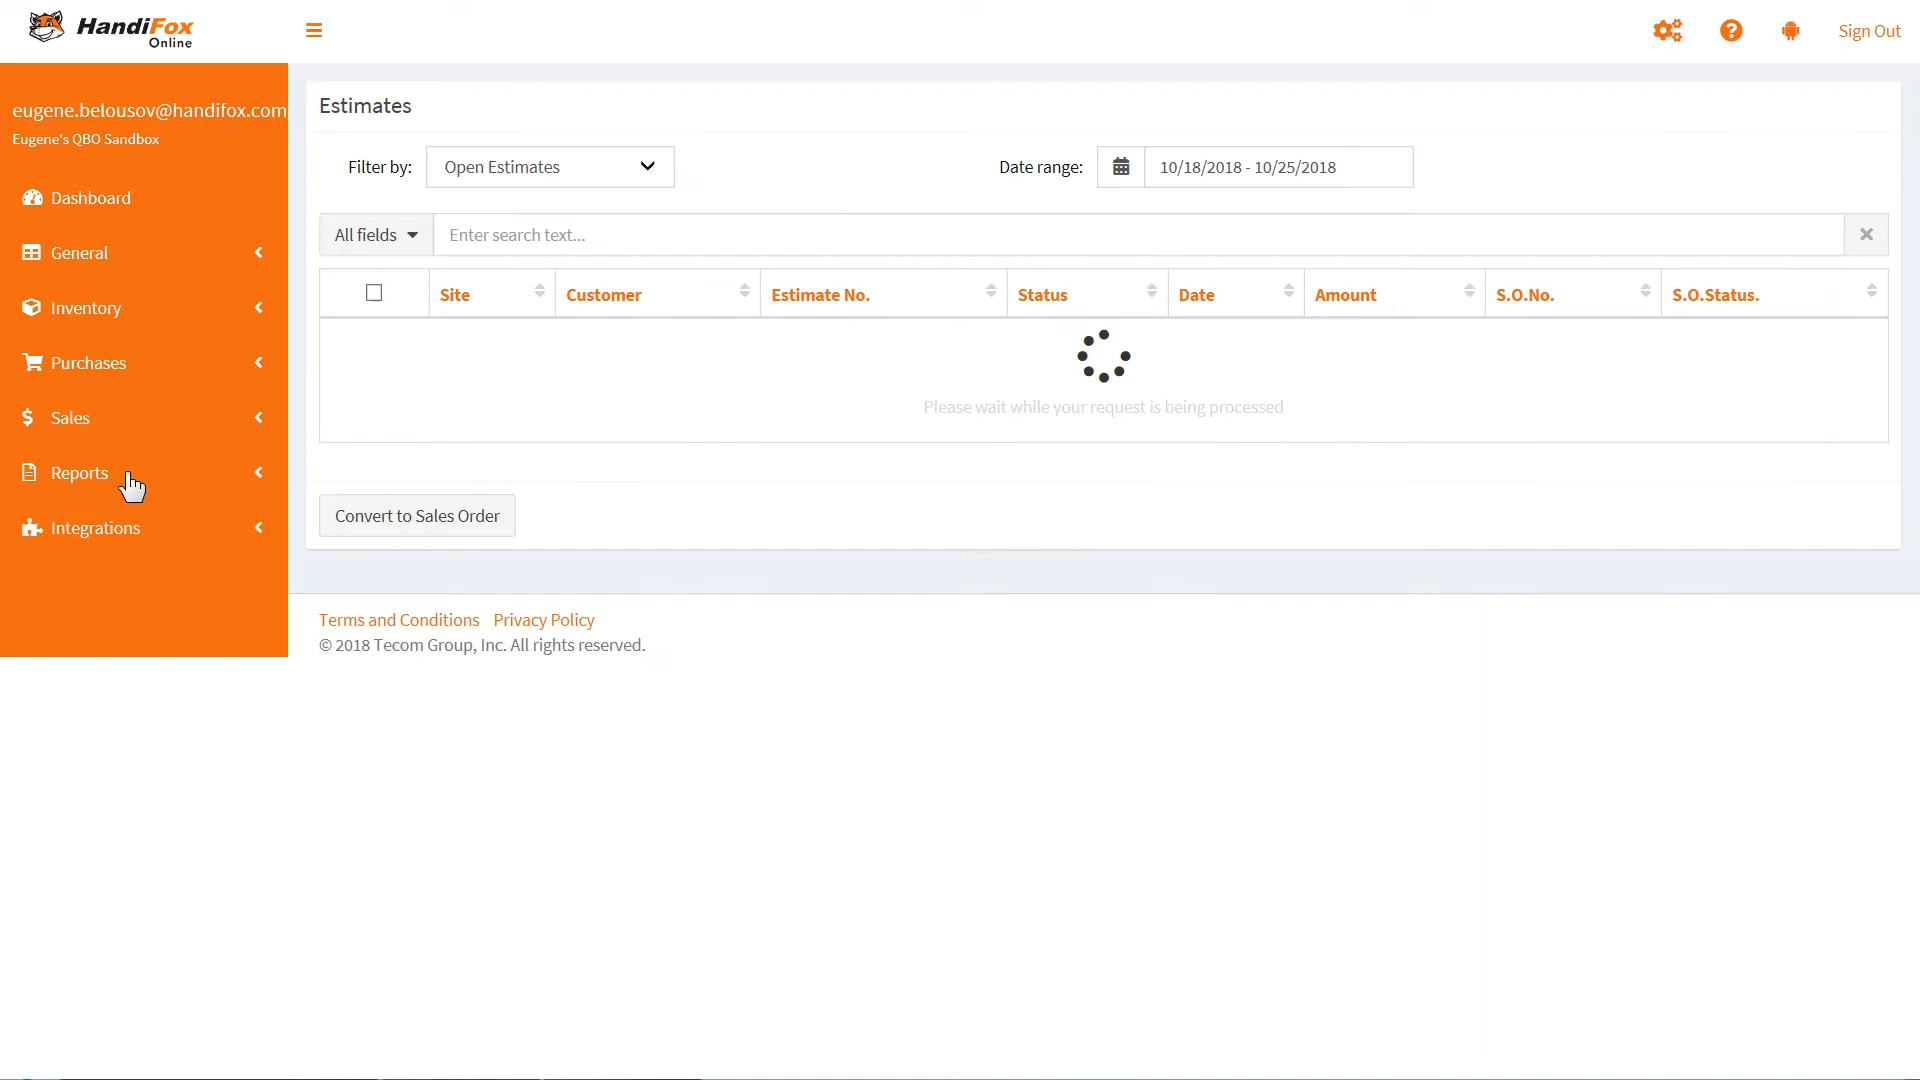 HandiFox
Online
Sign Out
eugene.belousov@handifox.com
Eugene's QBO Sandbox
Dashboard
General
Inventory
Purchases
Sales
Reports
Integrations
Estimates
Filter by: Open Estimates Date range: 10/18/2018 - 10/25/2018
All fields Enter search text...
Site Customer Estimate No. Status Date Amount S.O.No. S.O.Status.
Please wait while your request is being processed
Convert to Sales Order
Terms and Conditions Privacy Policy
© 2018 Tecom Group, Inc. All rights reserved.